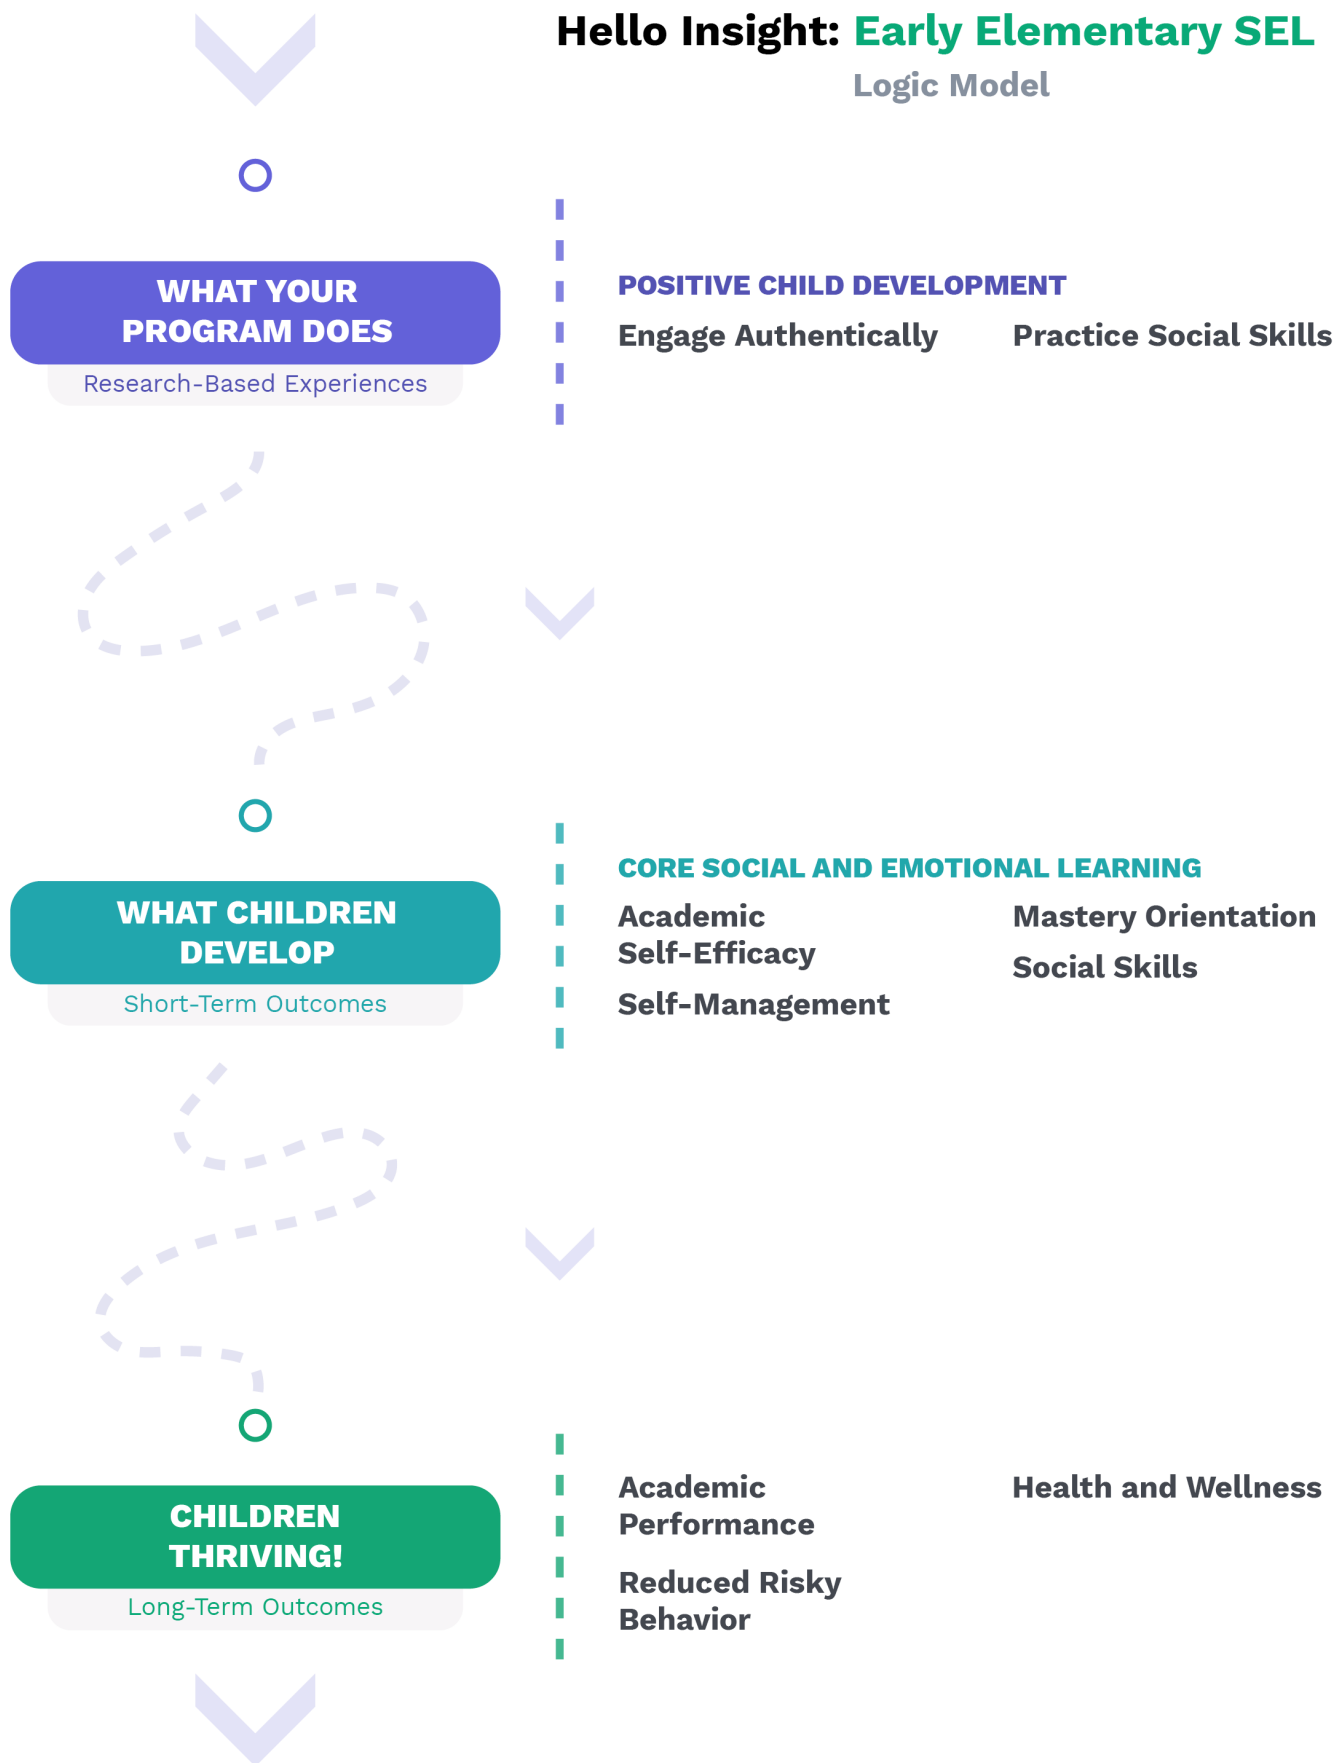 Hello Insight: Early Elementary SEL
Logic Model
WHAT YOUR
PROGRAM DOES
Research-Based Experiences
POSITIVE CHILD DEVELOPMENT
Engage Authentically
Practice Social Skills
WHAT CHILDREN
DEVELOP
Short-Term Outcomes
CORE SOCIAL AND EMOTIONAL LEARNING
Academic
Self-Efficacy
Self-Management
Mastery Orientation
Social Skills
CHILDREN
THRIVING!
Long-Term Outcomes
Academic
Performance
Reduced Risky
Behavior
Health and Wellness